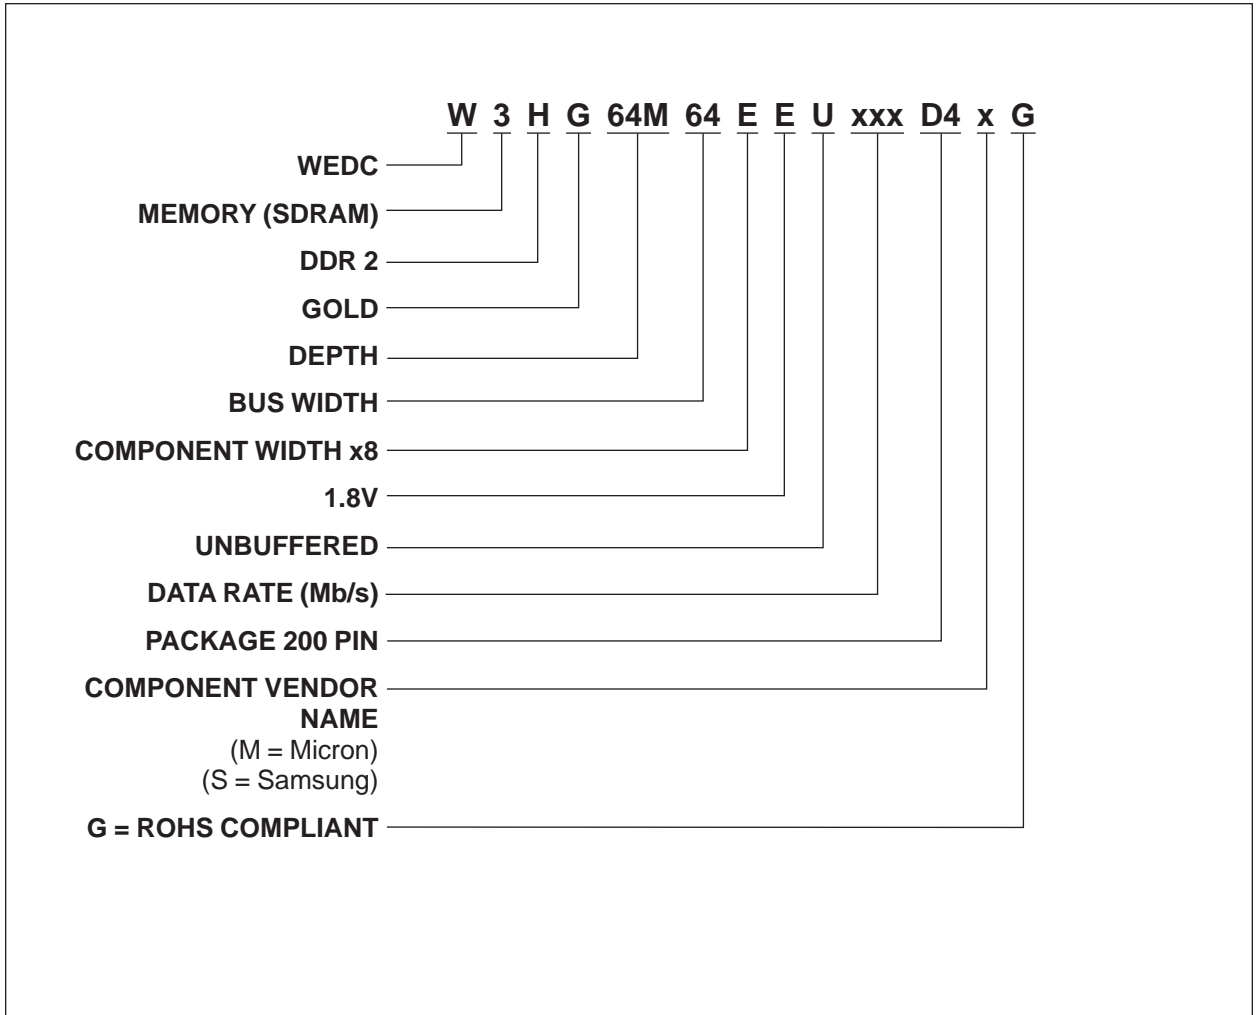 W 3 H G 64M 64 E E U xxx D4 x G
WEDC
MEMORY (SDRAM)
DDR 2
GOLD
DEPTH
BUS WIDTH
COMPONENT WIDTH x8
1.8V
UNBUFFERED
DATA RATE (Mb/s)
PACKAGE 200 PIN
COMPONENT VENDOR
NAME
(M = Micron)
(S = Samsung)
G = ROHS COMPLIANT